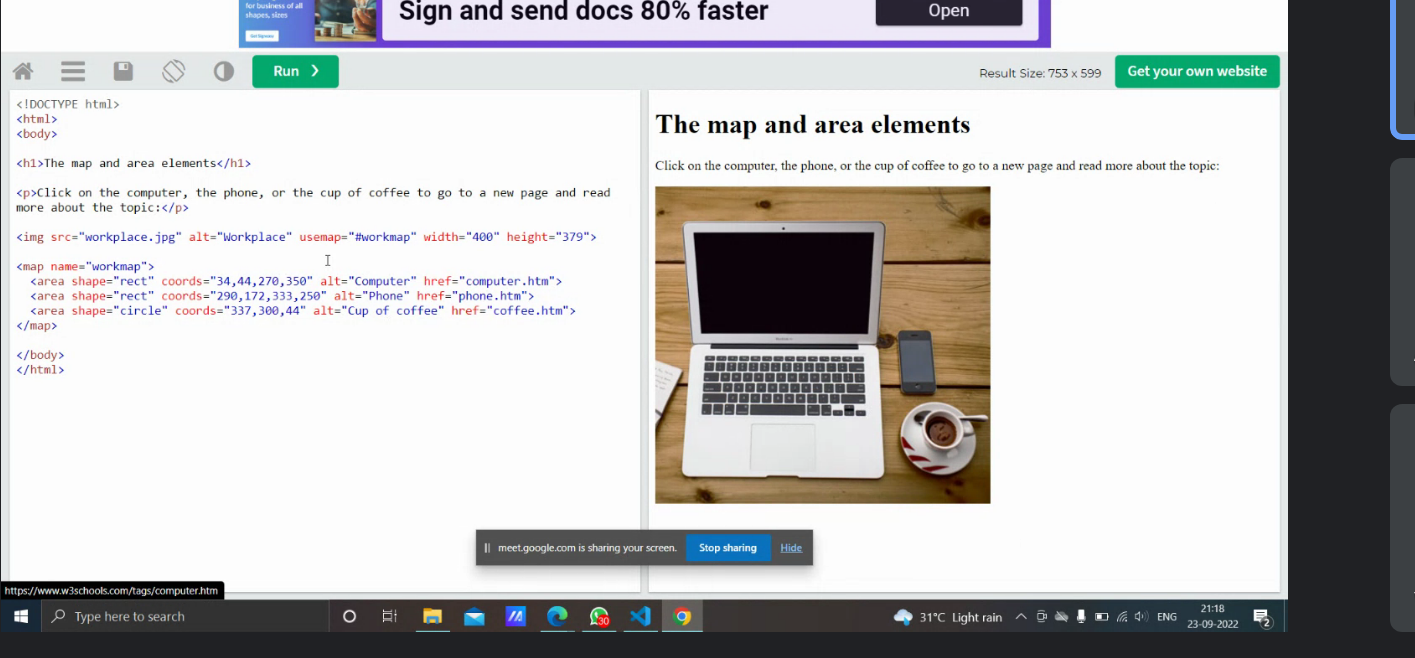 for business of all
shapes, sizes
Sign and send docs 80% faster
Open
Run ❯
Result Size: 753 x 599
Get your own website
<!DOCTYPE html>
<html>
<body>
<h1>The map and area elements</h1>
<p>Click on the computer, the phone, or the cup of coffee to go to a new page and read
more about the topic:</p>
<img src="workplace.jpg" alt="Workplace" usemap="#workmap" width="400" height="379">
<map name="workmap">
<area shape="rect" coords="34,44,270,350" alt="Computer" href="computer.htm">
<area shape="rect" coords="290,172,333,250" alt="Phone" href="phone.htm">
<area shape="circle" coords="337,300,44" alt="Cup of coffee" href="coffee.htm">
</map>
</body>
</html>
The map and area elements
Click on the computer, the phone, or the cup of coffee to go to a new page and read more about the topic:
meet.google.com is sharing your screen.
Stop sharing
Hide
https://www.w3schools.com/tags/computer.htm
Type here to search
30
31°C Light rain
ENG
21:18
23-09-2022
2